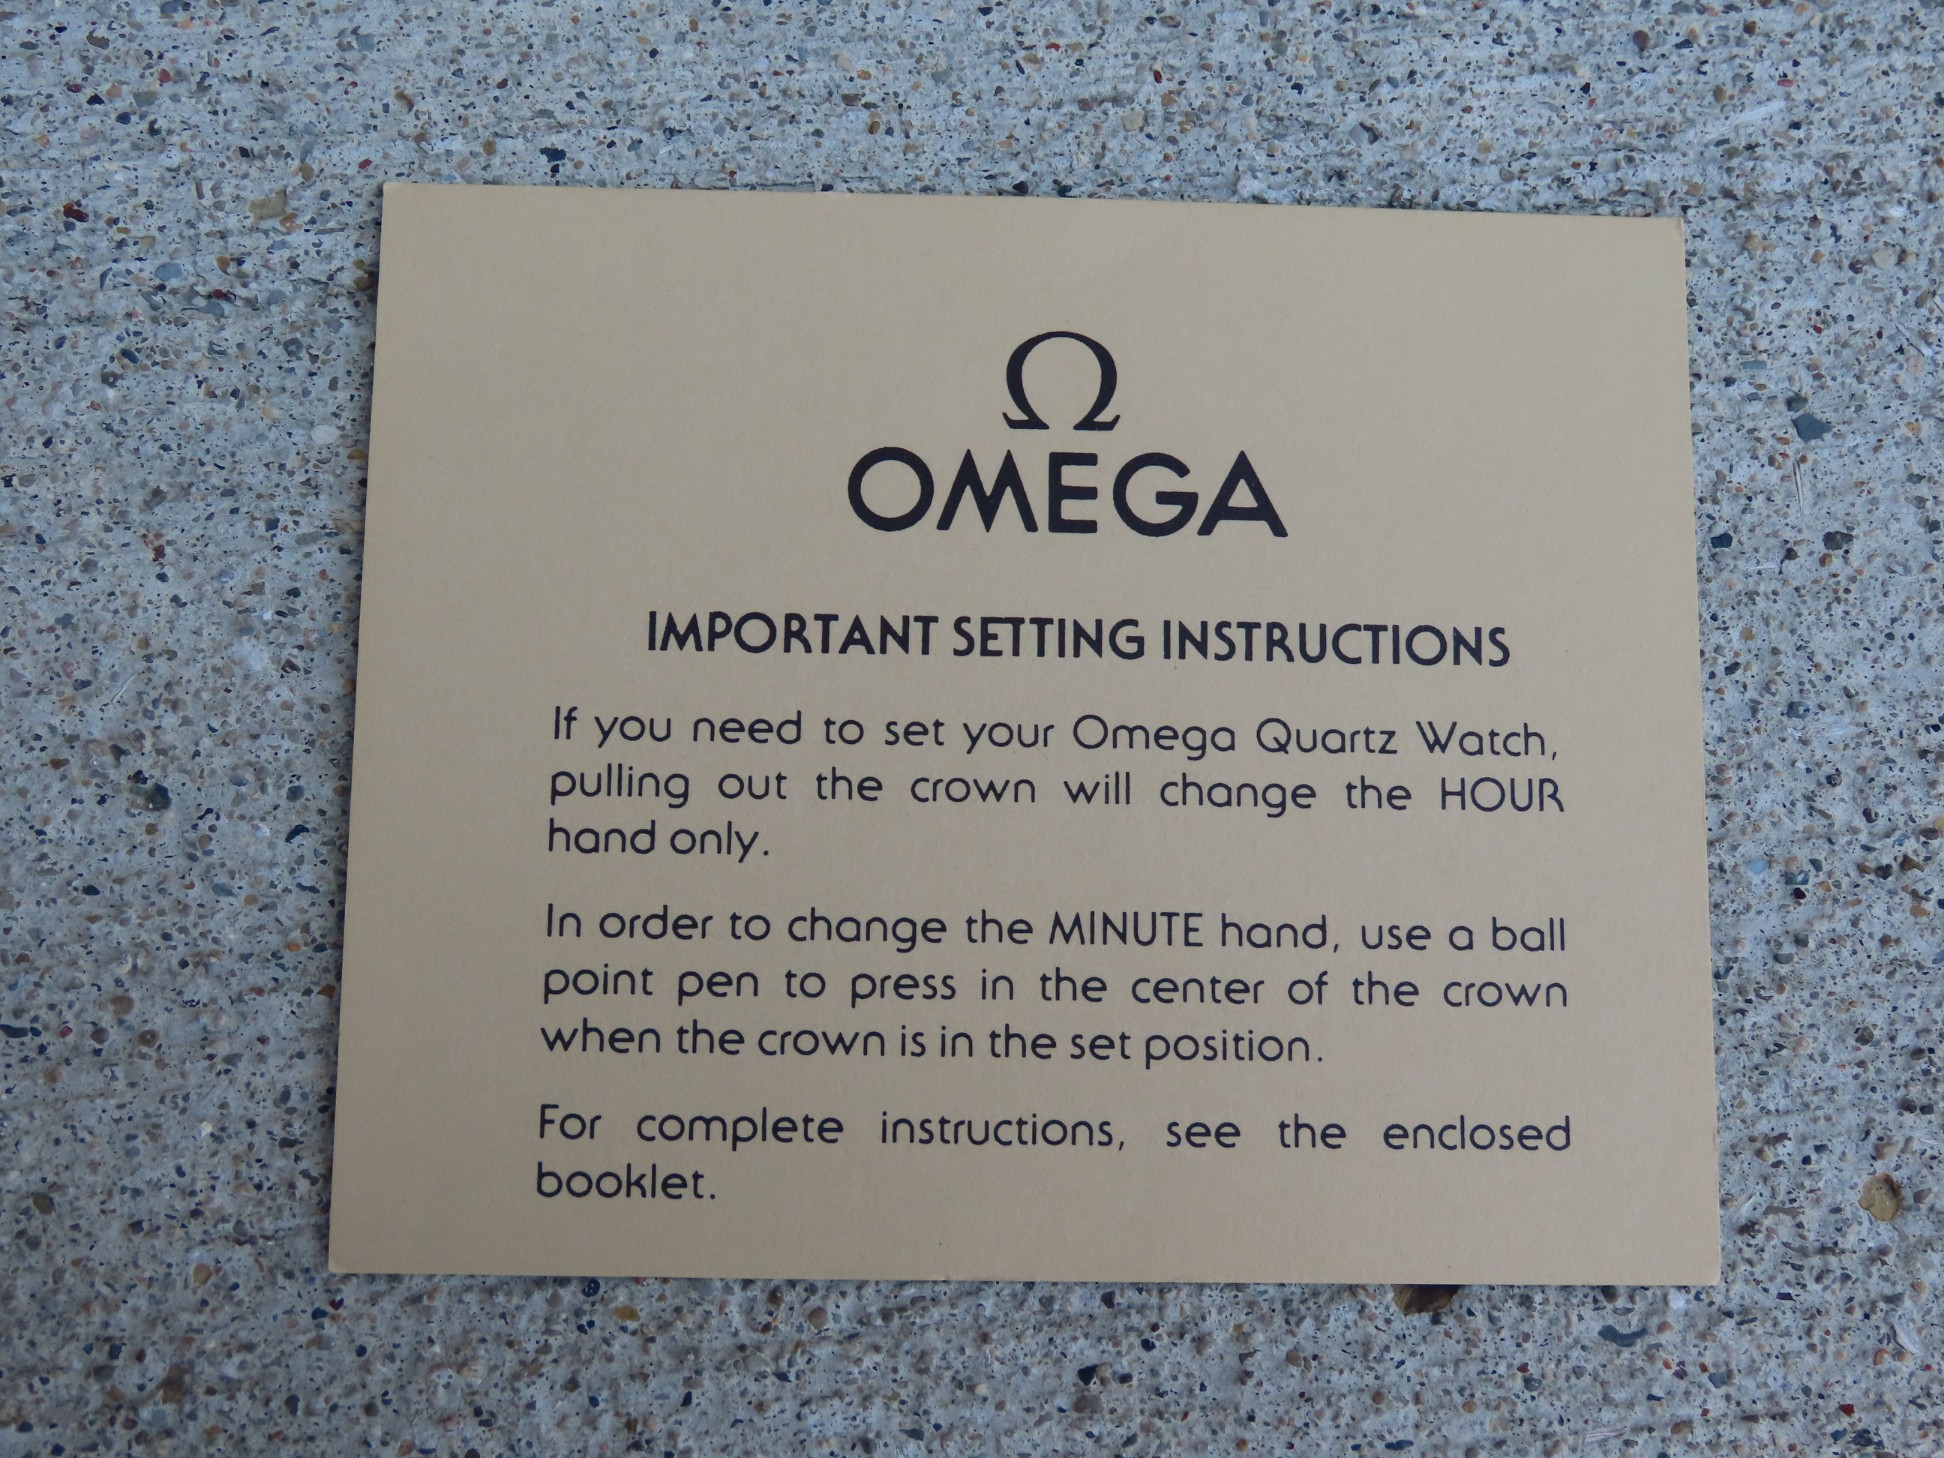 Ω
OMEGA
IMPORTANT SETTING INSTRUCTIONS
If you need to set your Omega Quartz Watch,
pulling out the crown will change the HOUR
hand only.
In order to change the MINUTE hand, use a ball
point pen to press in the center of the crown
when the crown is in the set position.
For complete instructions, see the enclosed
booklet.